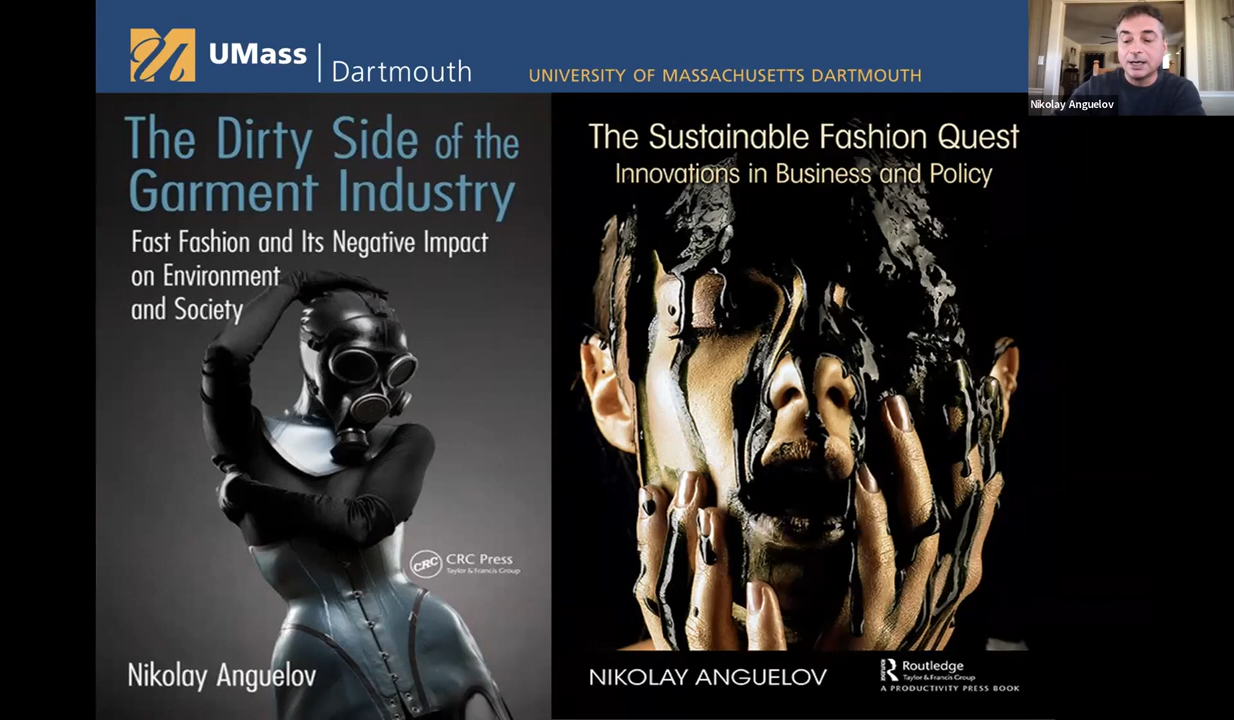 UMass
Dartmouth
UNIVERSITY OF MASSACHUSETTS DARTMOUTH
Nikolay Anguelov
The Dirty Side of the
Garment Industry
Fast Fashion and Its Negative Impact
on Environment
and Society
CRC
CRC Press
Taylor & Francis Group
Nikolay Anguelov
The Sustainable Fashion Quest
Innovations in Business and Policy
NIKOLAY ANGUELOV
ROUTLEDGE
Routledge
Taylor & Francis Group
A PRODUCTIVITY PRESS BOOK